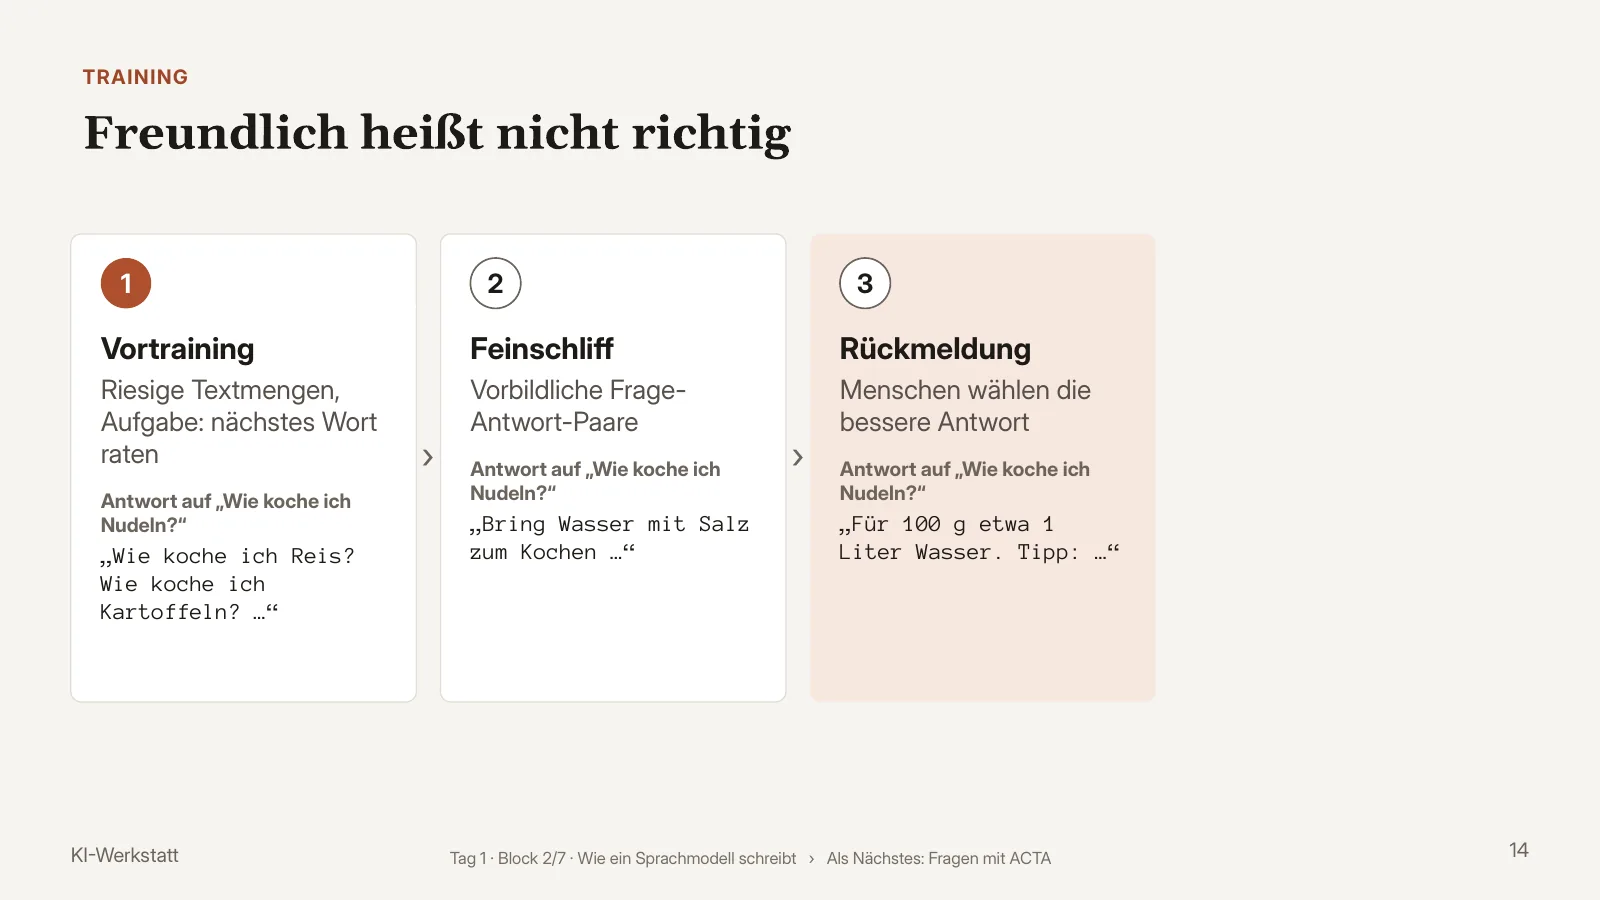 TRAINING
Freundlich heißt nicht richtig
1
Vortraining
Riesige Textmengen,
Aufgabe: nächstes Wort
raten
Antwort auf „Wie koche ich
Nudeln?“
„Wie koche ich Reis?
Wie koche ich
Kartoffeln? …“
›
2
Feinschliff
Vorbildliche Frage-
Antwort-Paare
Antwort auf „Wie koche ich
Nudeln?“
„Bring Wasser mit Salz
zum Kochen …“
›
3
Rückmeldung
Menschen wählen die
bessere Antwort
Antwort auf „Wie koche ich
Nudeln?“
„Für 100 g etwa 1
Liter Wasser. Tipp: …“
KI-Werkstatt
Tag 1 · Block 2/7 · Wie ein Sprachmodell schreibt › Als Nächstes: Fragen mit ACTA
14